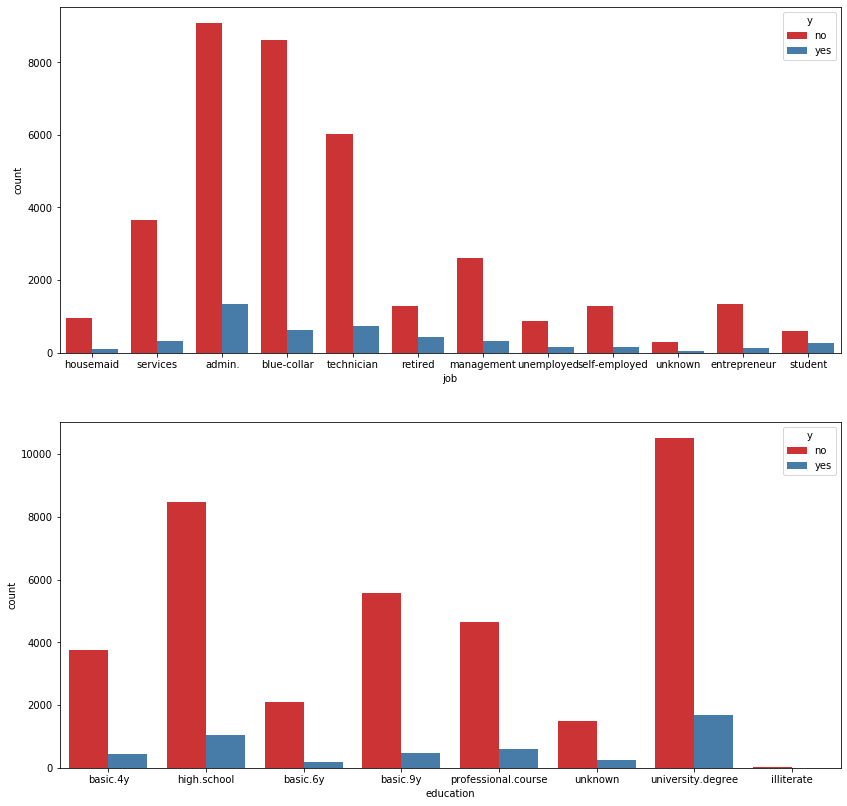 y
no
yes
8000
6000
4000
2000
0
count
housemaid services admin. blue-collar technician retired management unemployed self-employed unknown entrepreneur student
job
y
no
yes
10000
8000
6000
4000
2000
0
count
basic.4y high.school basic.6y basic.9y professional.course unknown university.degree illiterate
education